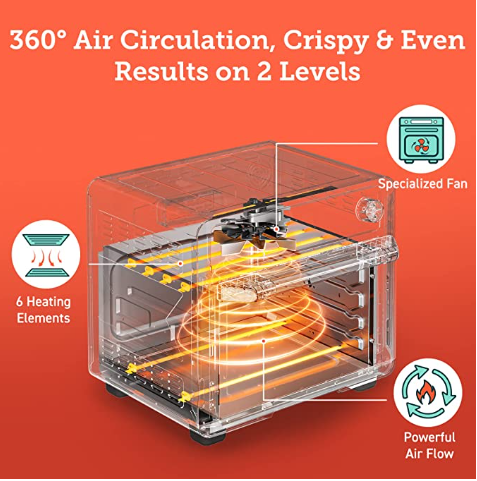 360° Air Circulation, Crispy & Even
Results on 2 Levels
Specialized Fan
6 Heating
Elements
Powerful
Air Flow